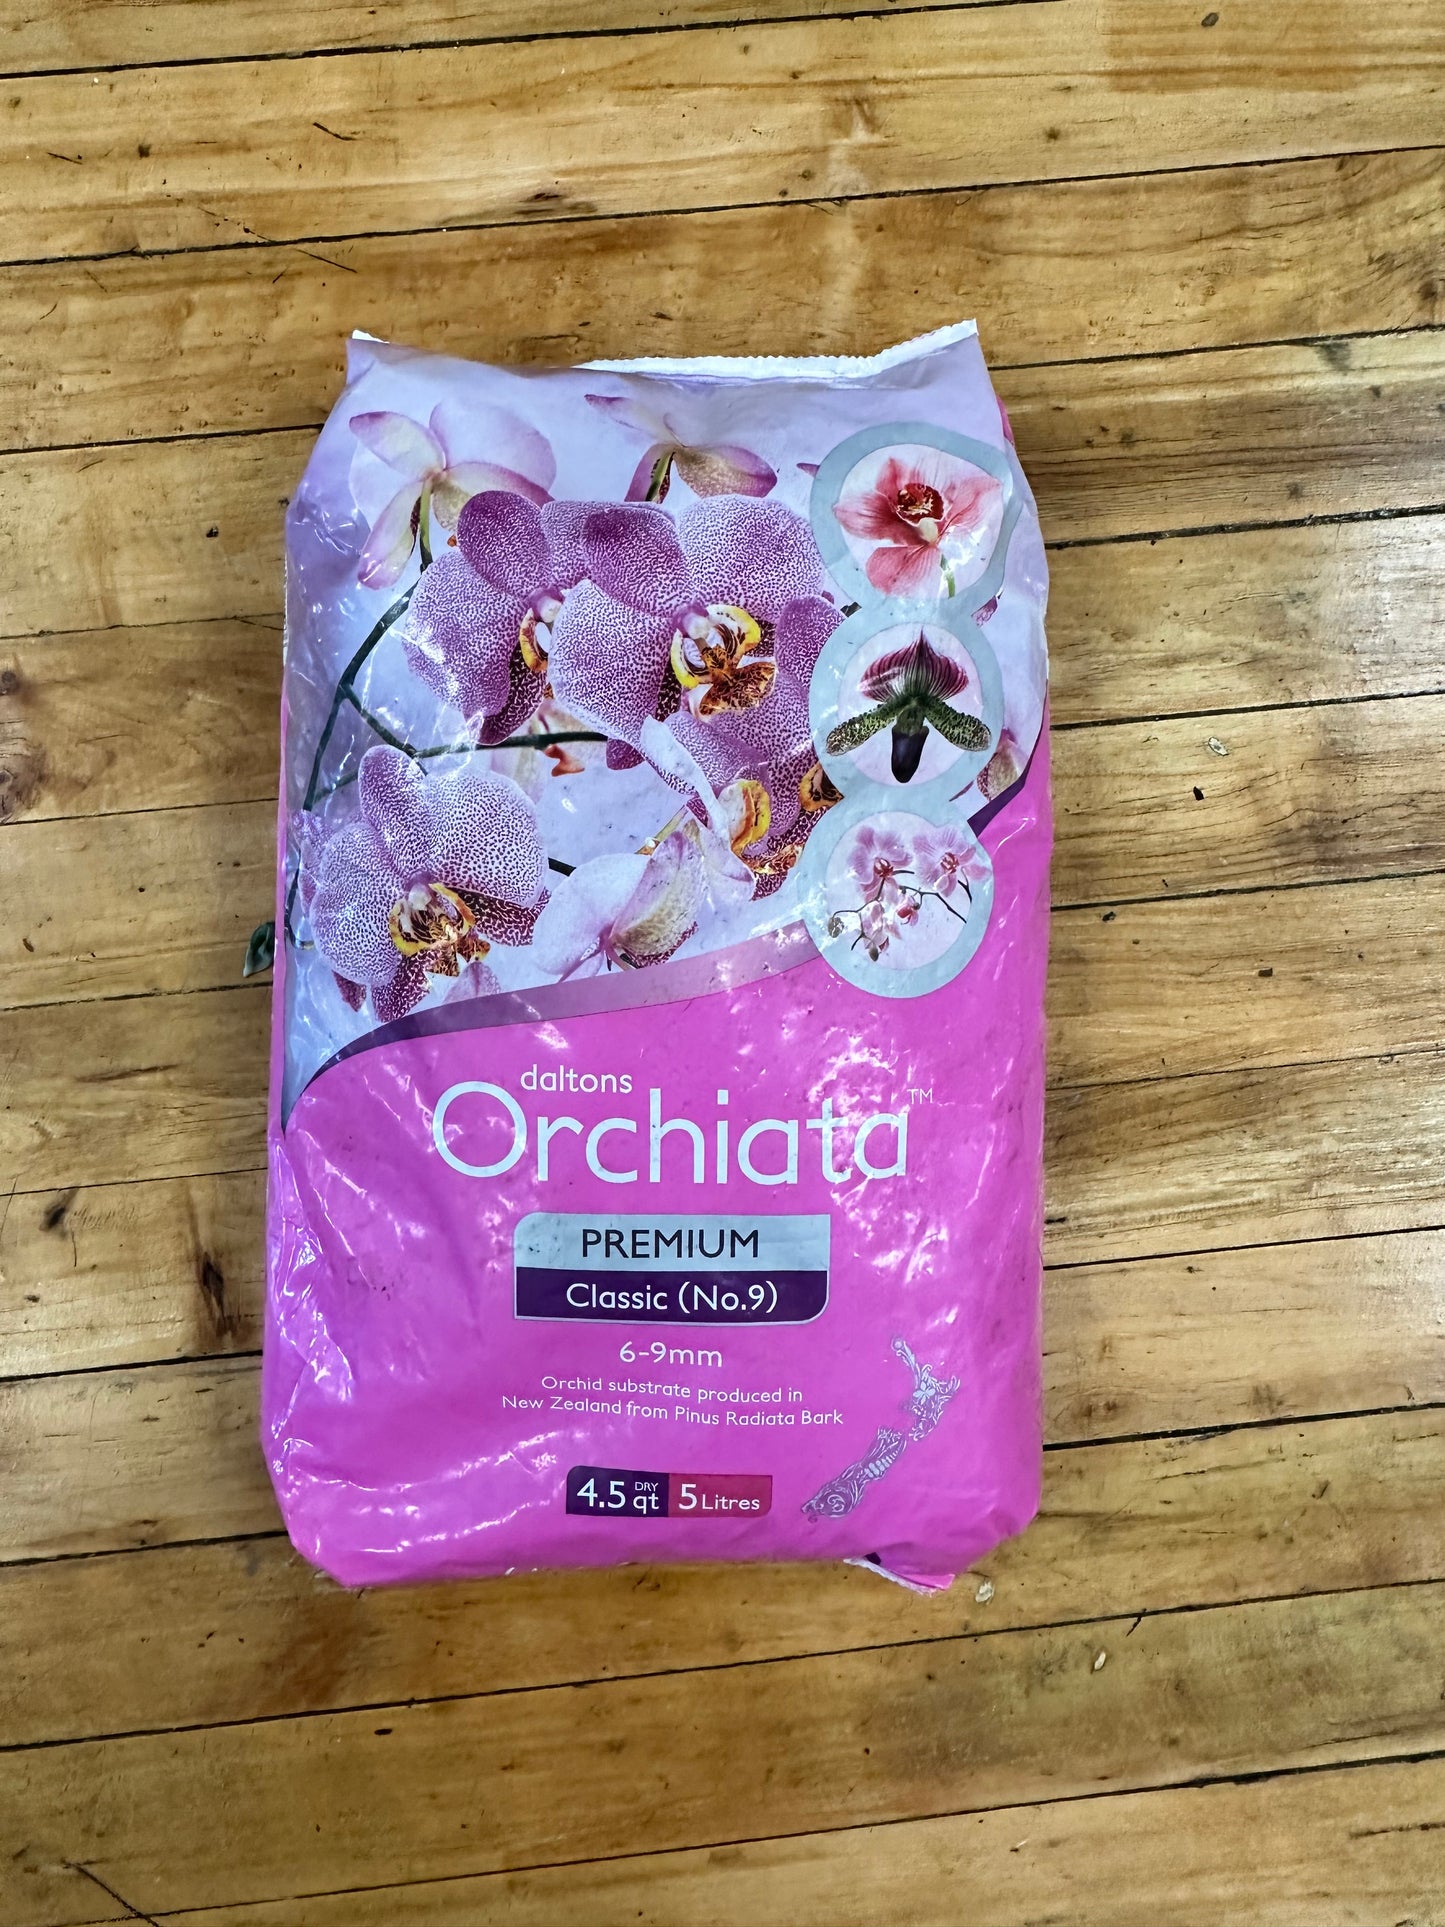 daltons
Orchiata™
PREMIUM
Classic (No.9)
6-9mm
Orchid substrate produced in
New Zealand from Pinus Radiata Bark
4.5 DRY qt 5 Litres